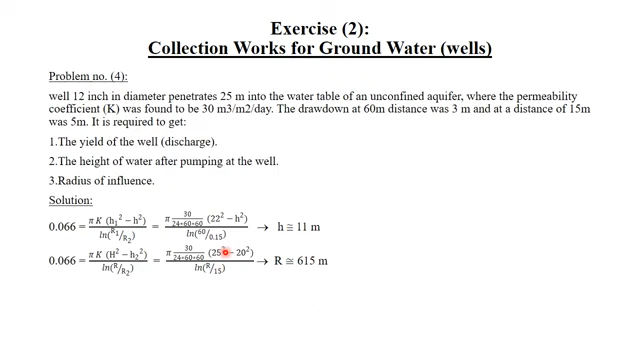 Exercise (2):
Collection Works for Ground Water (wells)
Problem no. (4):
well 12 inch in diameter penetrates 25 m into the water table of an unconfined aquifer, where the permeability
coefficient (K) was found to be 30 m3/m2/day. The drawdown at 60m distance was 3 m and at a distance of 15m
was 5m. It is required to get:
1.The yield of the well (discharge).
2.The height of water after pumping at the well.
3.Radius of influence.
Solution:
0.066 = π K (h₁² − h²) / ln(R₁/R₂) = π 30/(24∗60∗60) (22² − h²) / ln(60/0.15) → h ≅ 11 m
0.066 = π K (H² − h₂²) / ln(R/R₂) = π 30/(24∗60∗60) (25² − 20²) / ln(R/15) → R ≅ 615 m